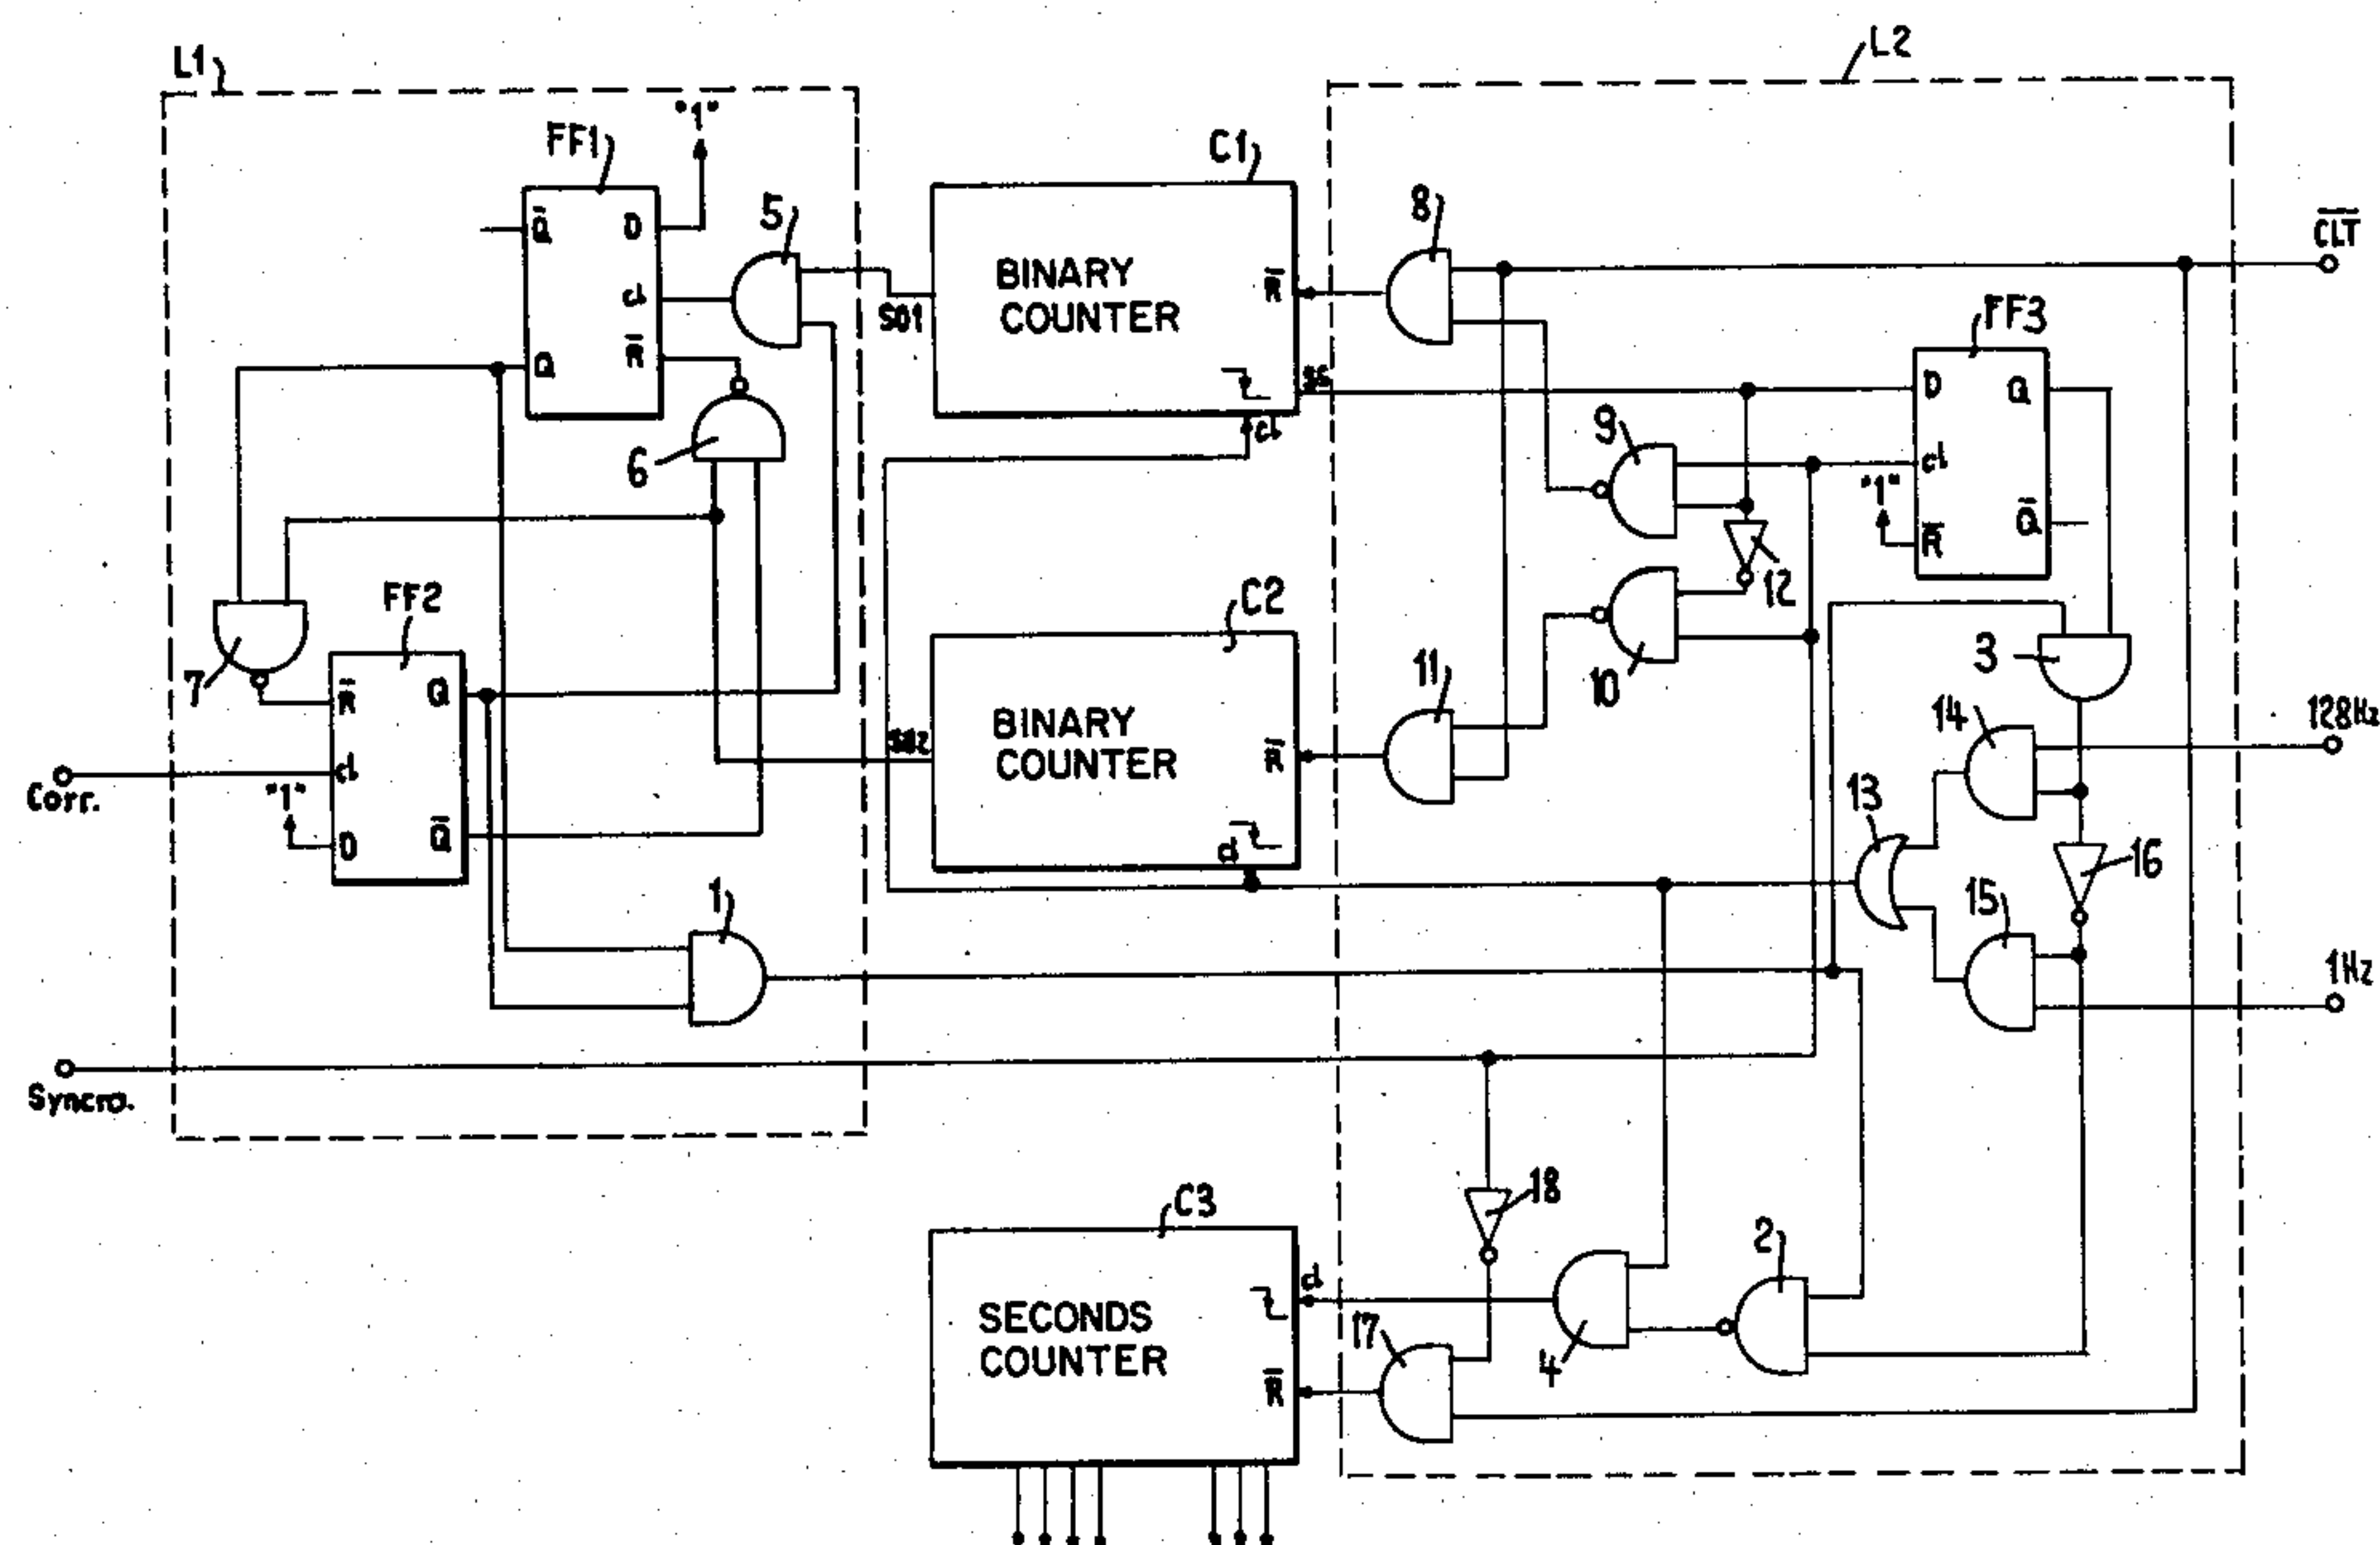 L1
L2
"1"
FF1
C1
5
8
CLT
Q̄
D
BINARY
COUNTER
R̄
cl
S01
FF3
Q
R̄
D
Q
9
cl
6
cl
"1"
R̄
Q̄
12
FF2
C2
7
3
10
11
R̄
Q
14
128Hz
BINARY
COUNTER
R̄
cl
Corr.
"1"
13
D
Q̄
cl
16
1
15
1Hz
Syncro.
18
C3
2
cl
SECONDS
COUNTER
17
4
R̄